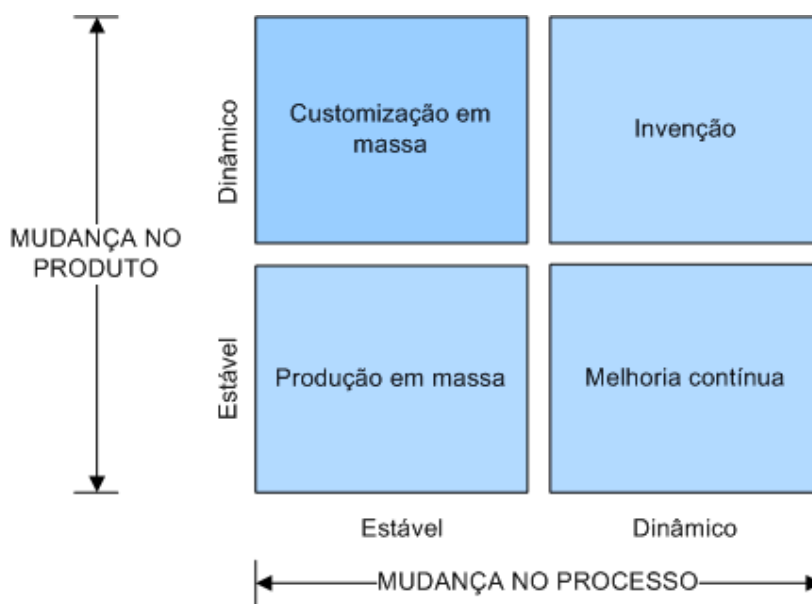 Dinâmico
Customização em
massa
Invenção
MUDANÇA NO
PRODUTO
Estável
Produção em massa
Melhoria contínua
Estável
Dinâmico
MUDANÇA NO PROCESSO